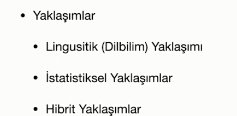 • Yaklaşımlar
• Lingusitik (Dilbilim) Yaklaşımı
• İstatistiksel Yaklaşımlar
• Hibrit Yaklaşımlar